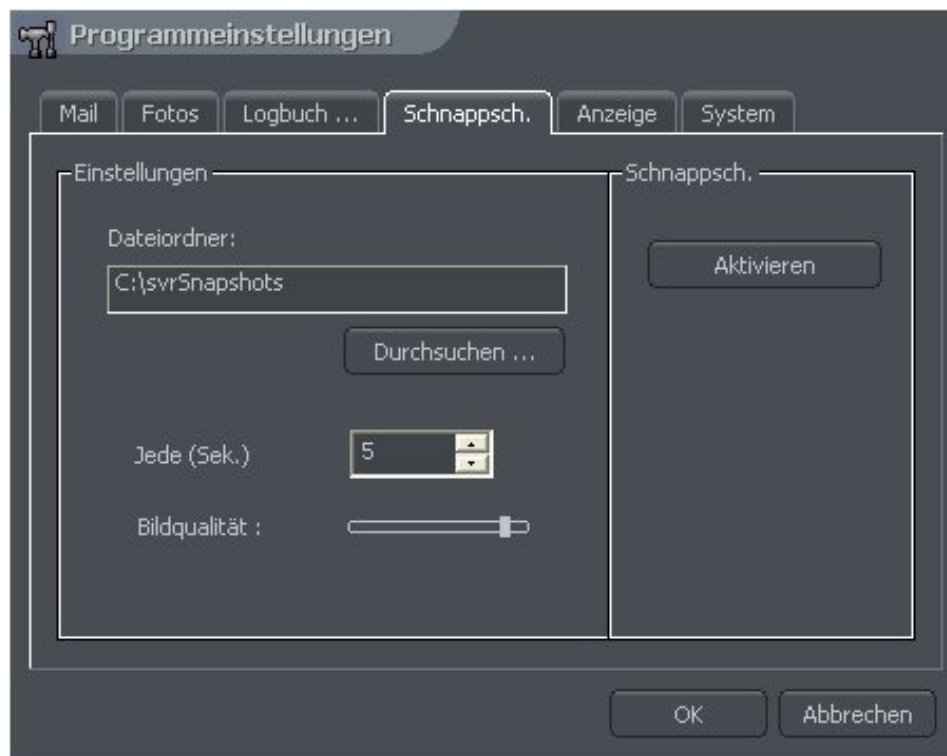 Programmeinstellungen
Mail Fotos Logbuch ... Schnappsch. Anzeige System
Einstellungen
Schnappsch.
Dateiordner:
Aktivieren
C:\svrSnapshots
Durchsuchen ...
Jede (Sek.) 5
Bildqualität :
OK Abbrechen